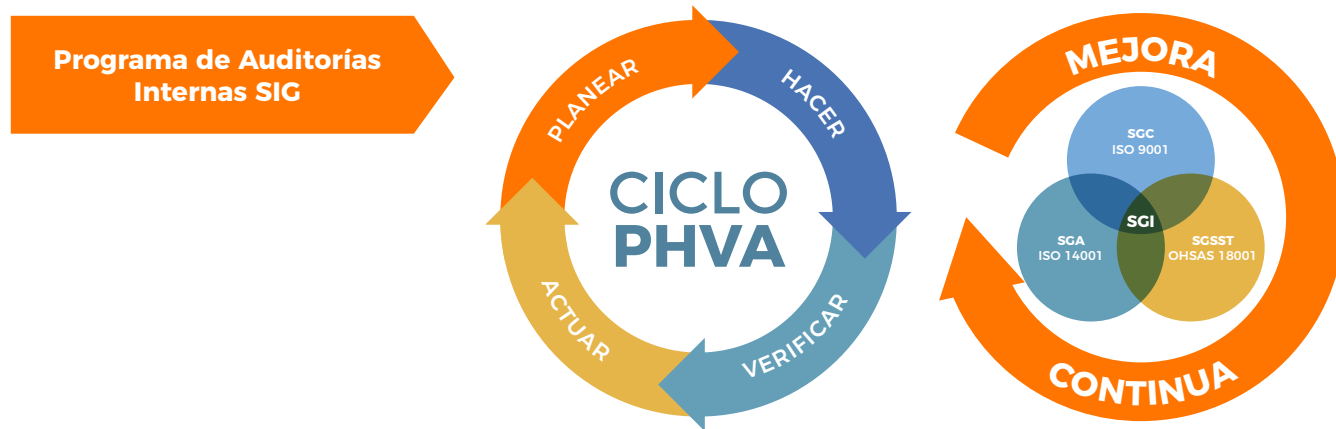 Programa de Auditorías
Internas SIG
PLANEAR
HACER
VERIFICAR
ACTUAR
CICLO
PHVA
MEJORA
CONTINUA
SGC
ISO 9001
SGI
SGA
ISO 14001
SGSST
OHSAS 18001